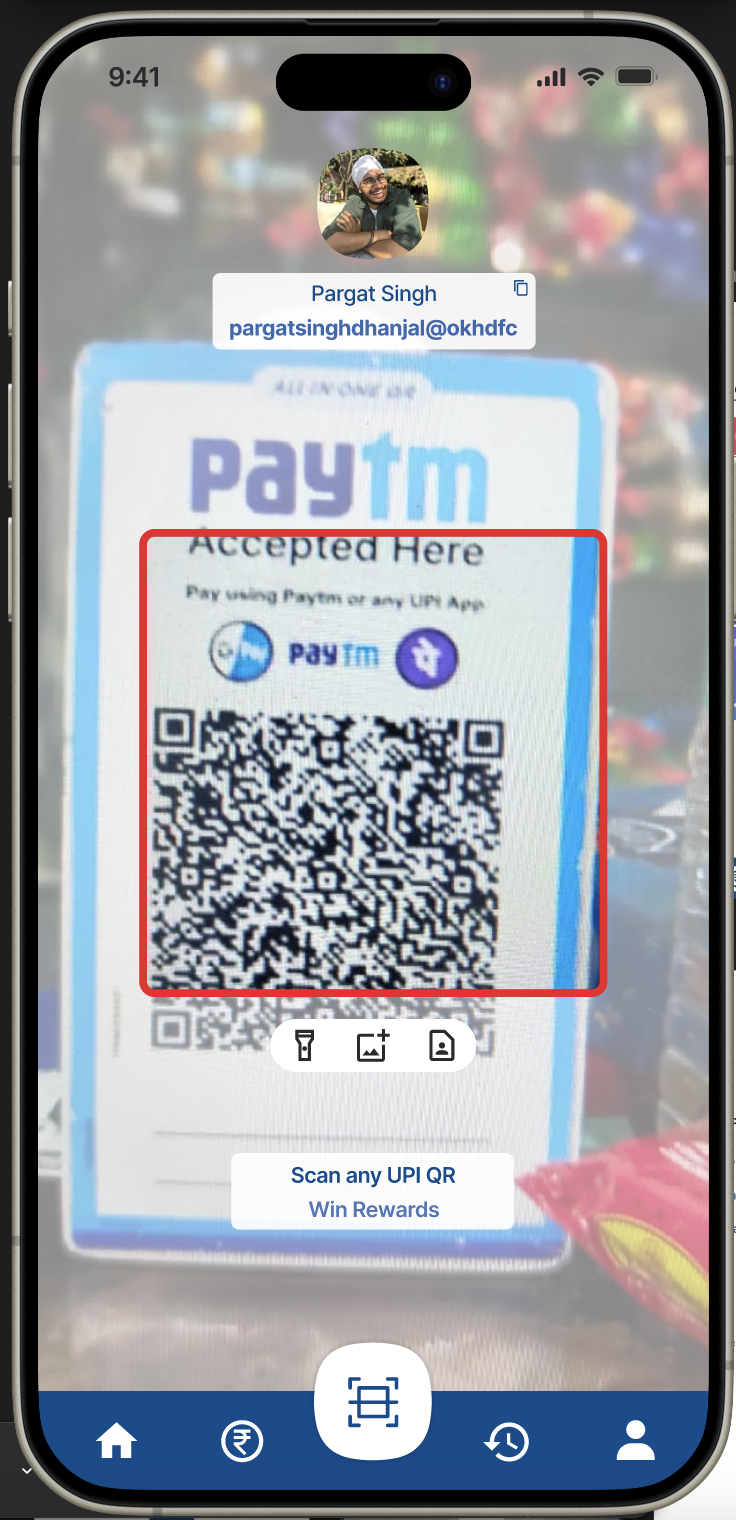 9:41
Pargat Singh
pargatsinghdhanjal@okhdfc
ALL IN ONE QR
paytm
Accepted Here
Pay using Paytm or any UPI App
G Pay paytm पे
Scan any UPI QR
Win Rewards